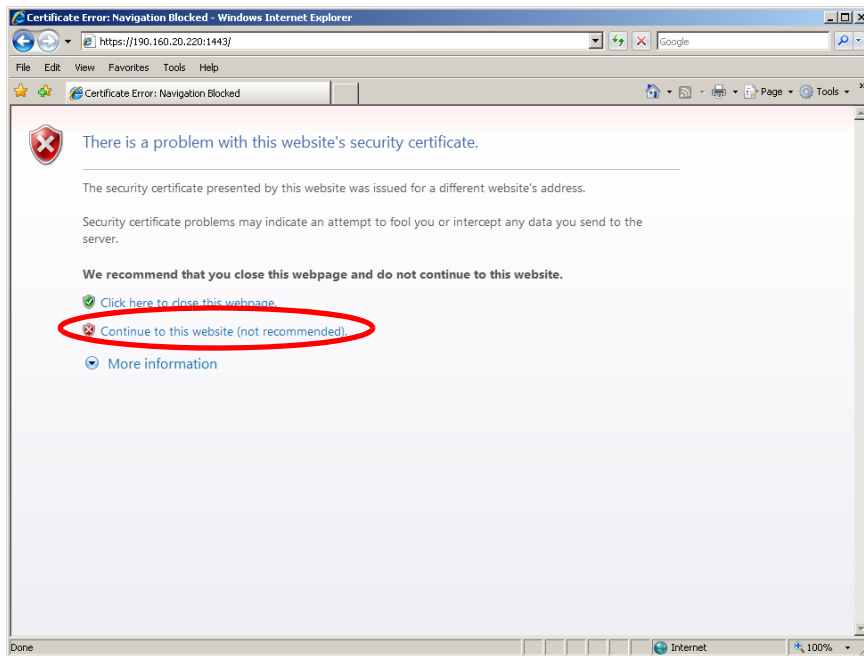 Certificate Error: Navigation Blocked - Windows Internet Explorer
https://190.160.20.220:1443/
Google
File Edit View Favorites Tools Help
Certificate Error: Navigation Blocked
Page Tools »
There is a problem with this website's security certificate.
The security certificate presented by this website was issued for a different website's address.
Security certificate problems may indicate an attempt to fool you or intercept any data you send to the
server.
We recommend that you close this webpage and do not continue to this website.
Click here to close this webpage.
Continue to this website (not recommended).
More information
Done
Internet
100%